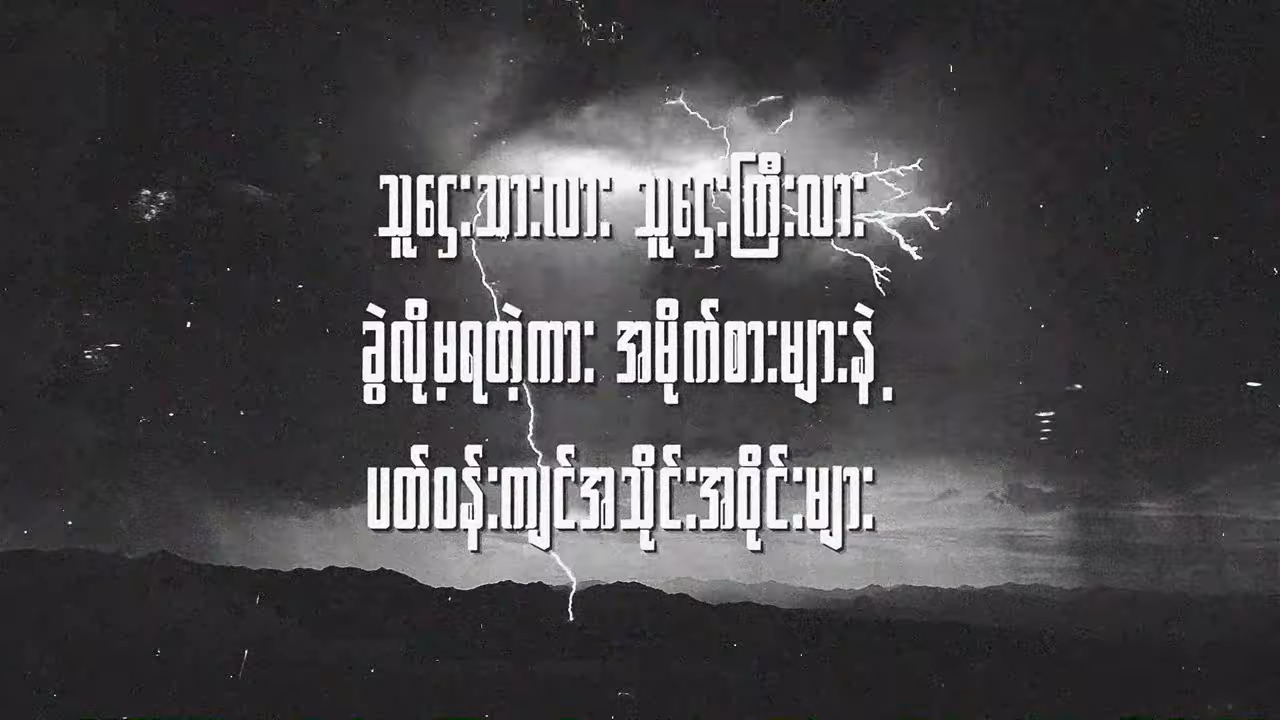 သူဌေးသားလား သူဌေးကြီးလား
ခွဲလို့မရတဲ့ကား အမိုက်စားများနဲ့
ပတ်ဝန်းကျင်အသိုင်းအဝိုင်းများ